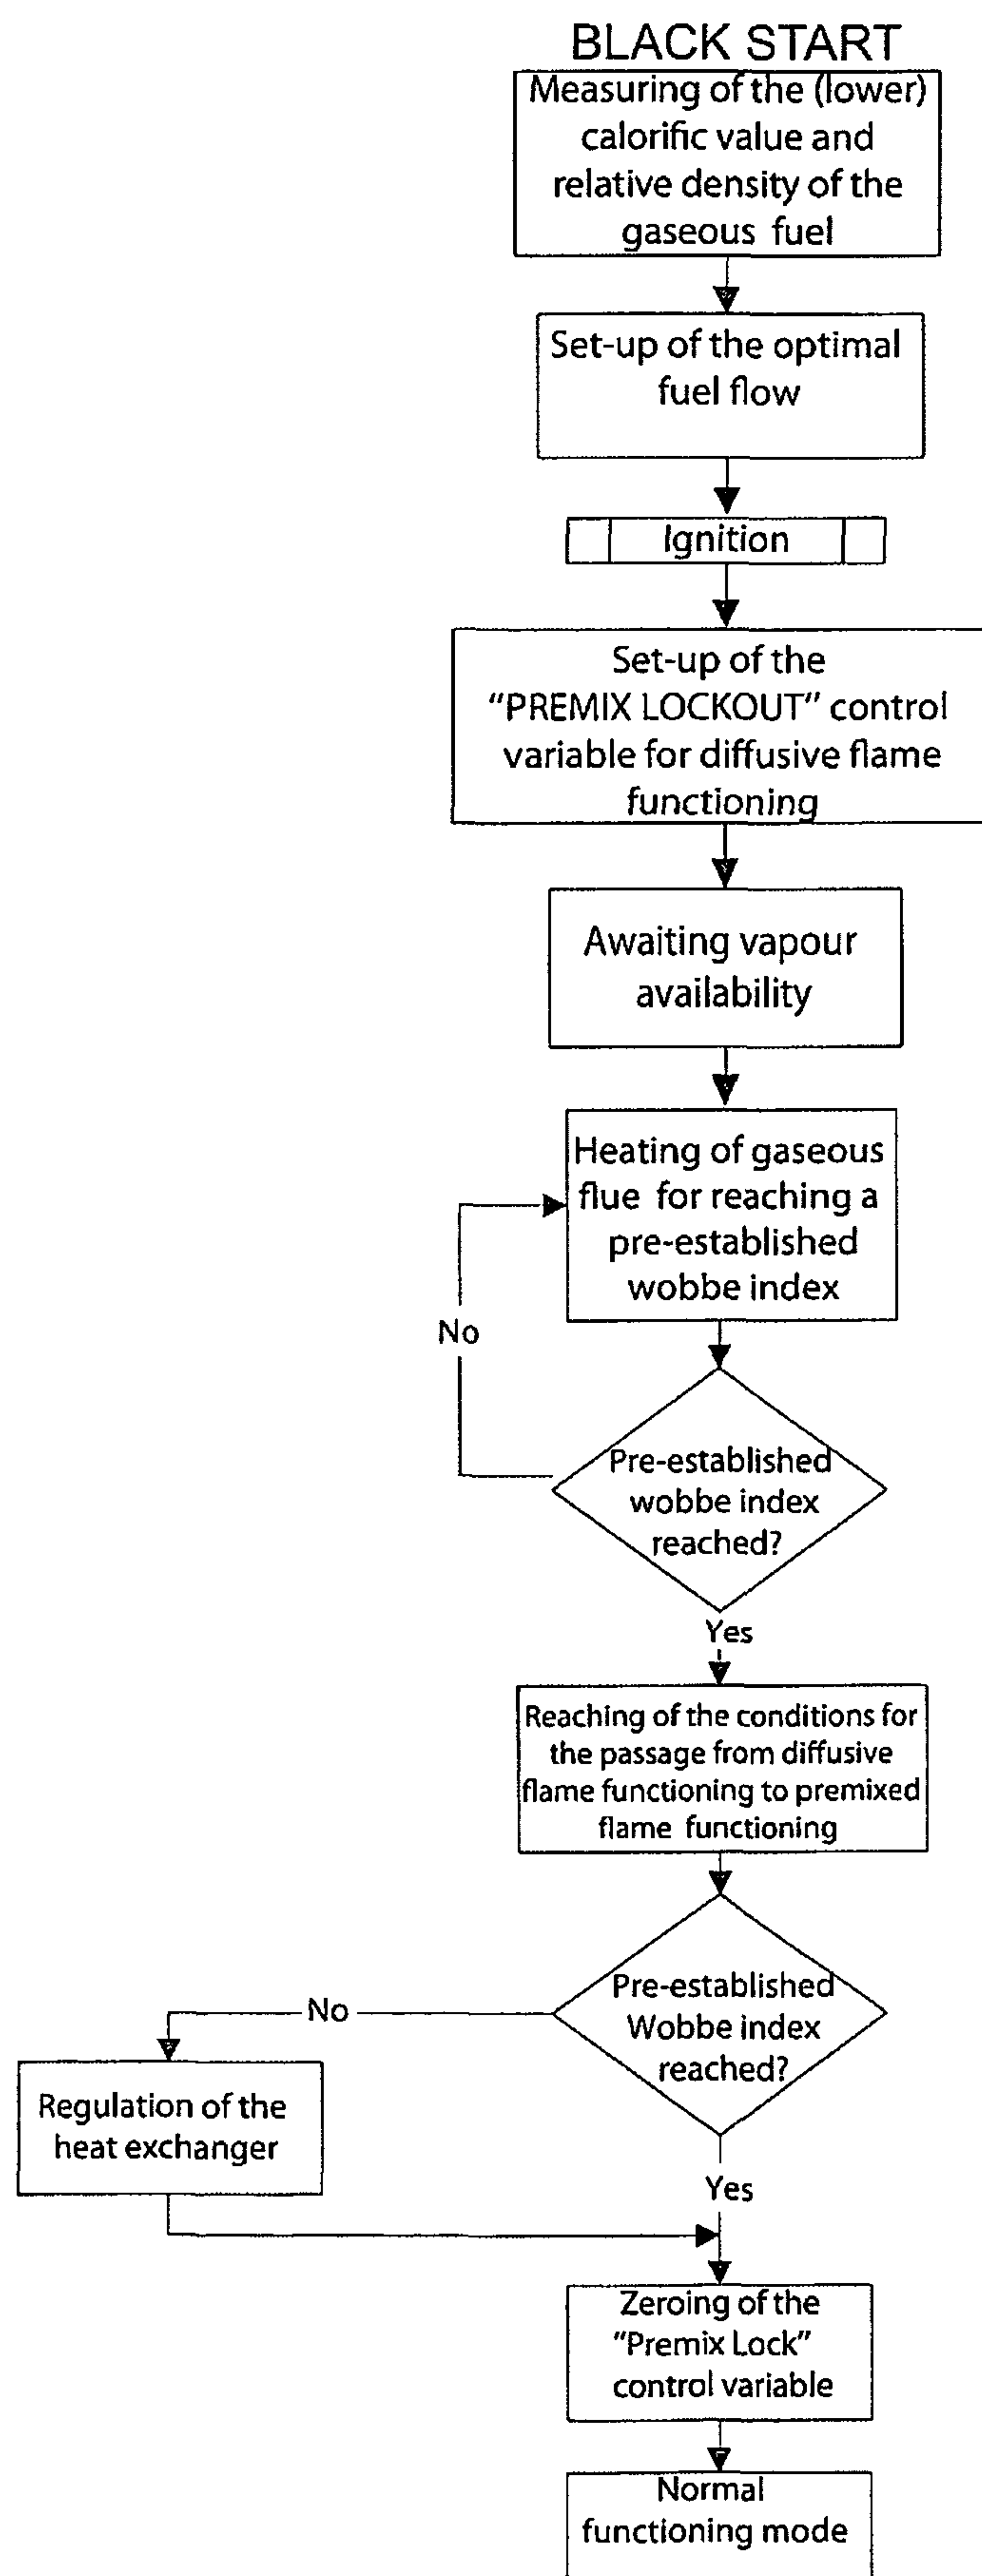 BLACK START
Measuring of the (lower)
calorific value and
relative density of the
gaseous fuel
Set-up of the optimal
fuel flow
Ignition
Set-up of the
“PREMIX LOCKOUT” control
variable for diffusive flame
functioning
Awaiting vapour
availability
Heating of gaseous
flue for reaching a
pre-established
wobbe index
No
Pre-established
wobbe index
reached?
Yes
Reaching of the conditions for
the passage from diffusive
flame functioning to premixed
flame functioning
Pre-established
Wobbe index
reached?
No
Regulation of the
heat exchanger
Yes
Zeroing of the
“Premix Lock”
control variable
Normal
functioning mode